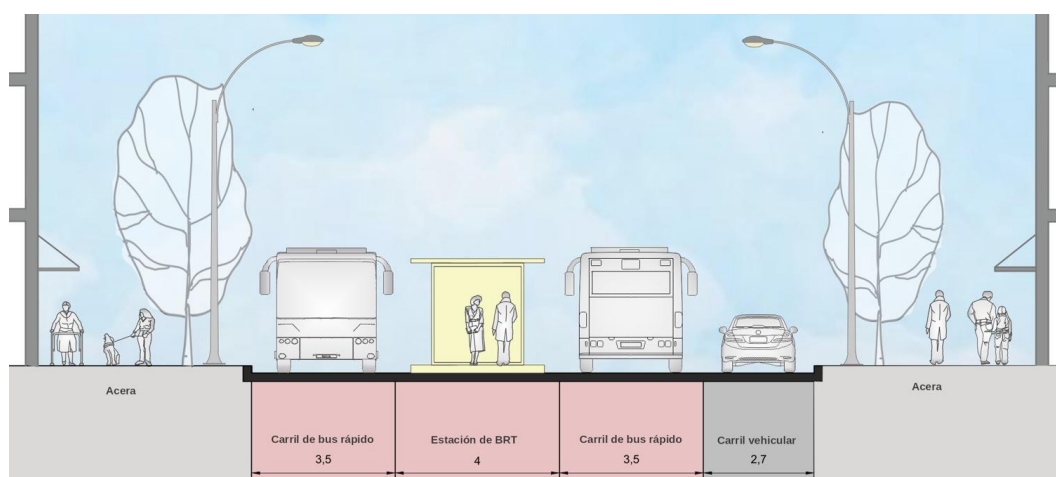 Acera
Carril de bus rápido
3,5
Estación de BRT
4
Carril de bus rápido
3,5
Carril vehicular
2,7
Acera